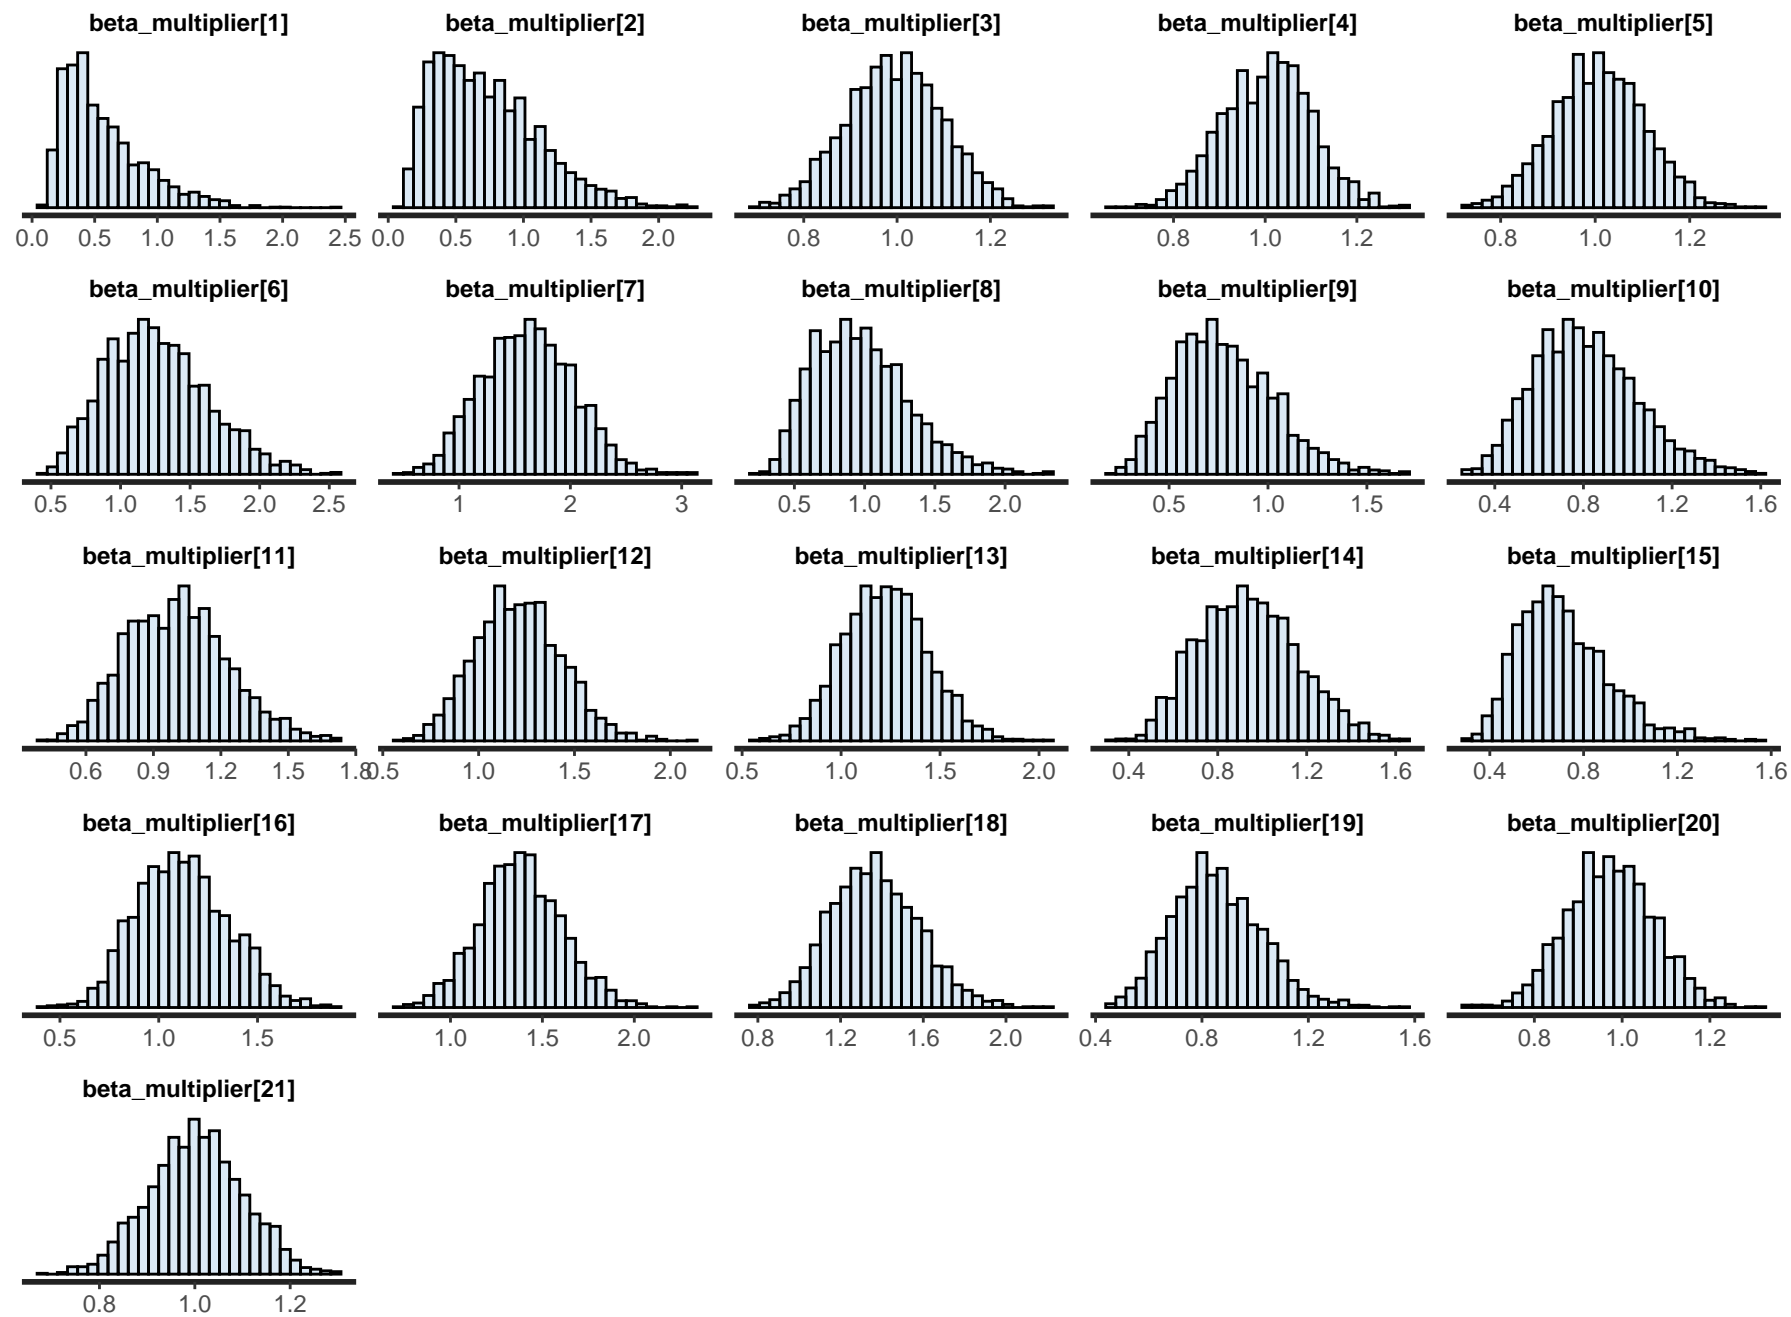 beta_multiplier[1] beta_multiplier[2] beta_multiplier[3] beta_multiplier[4] beta_multiplier[5]
0.0 0.5 1.0 1.5 2.0 2.5 0.0 0.5 1.0 1.5 2.0 0.8 1.0 1.2 0.8 1.0 1.2 0.8 1.0 1.2
beta_multiplier[6] beta_multiplier[7] beta_multiplier[8] beta_multiplier[9] beta_multiplier[10]
0.5 1.0 1.5 2.0 2.5 1 2 3 0.5 1.0 1.5 2.0 0.5 1.0 1.5 0.4 0.8 1.2 1.6
beta_multiplier[11] beta_multiplier[12] beta_multiplier[13] beta_multiplier[14] beta_multiplier[15]
0.6 0.9 1.2 1.5 1.8 0.5 1.0 1.5 2.0 0.5 1.0 1.5 2.0 0.4 0.8 1.2 1.6 0.4 0.8 1.2 1.6
beta_multiplier[16] beta_multiplier[17] beta_multiplier[18] beta_multiplier[19] beta_multiplier[20]
0.5 1.0 1.5 1.0 1.5 2.0 0.8 1.2 1.6 2.0 0.4 0.8 1.2 1.6 0.8 1.0 1.2
beta_multiplier[21]
0.8 1.0 1.2